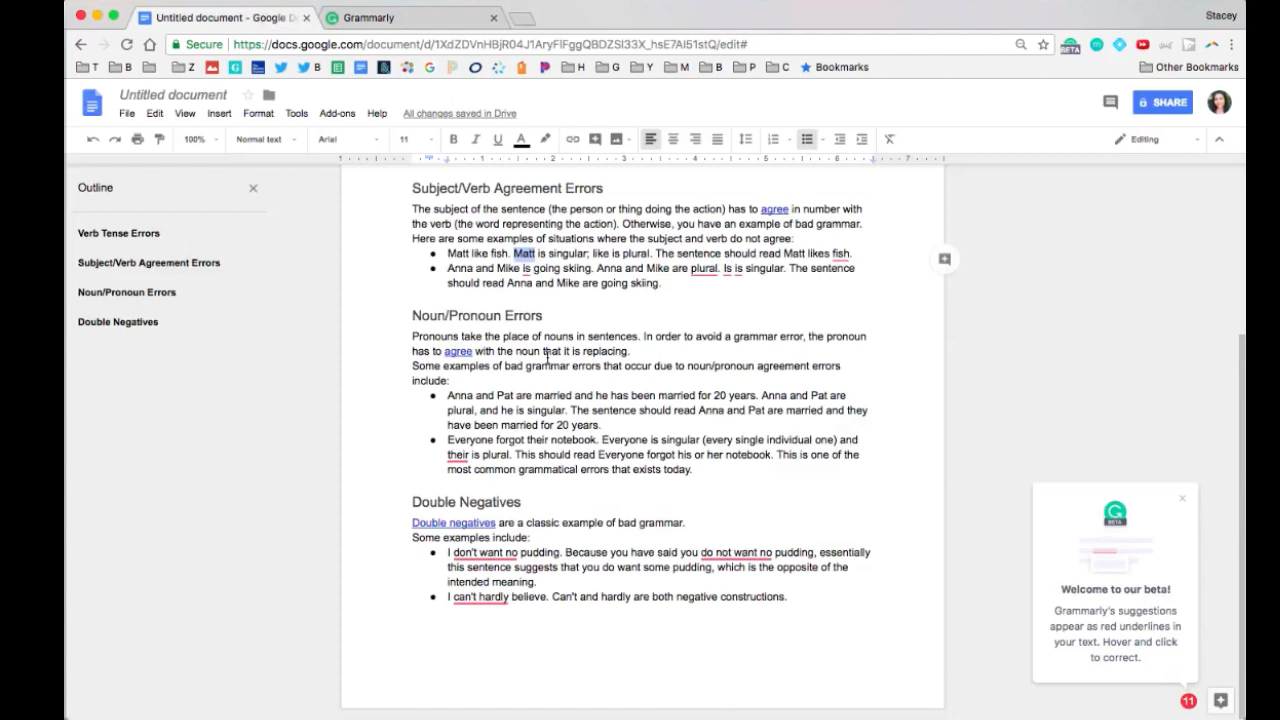 Untitled document - Google D
Grammarly
Stacey
Secure
https://docs.google.com/document/d/1XdZDVnHBjR04J1AryFlFggQBDZSl33X_hsE7Al51stQ/edit#
T B Z B H G Y M B P C Bookmarks Other Bookmarks
Untitled document
File Edit View Insert Format Tools Add-ons Help All changes saved in Drive
SHARE
100% Normal text Arial 11 B I U A Editing
1 1 2 3 4 5 6 7
Outline
Verb Tense Errors
Subject/Verb Agreement Errors
Noun/Pronoun Errors
Double Negatives
Subject/Verb Agreement Errors
The subject of the sentence (the person or thing doing the action) has to agree in number with
the verb (the word representing the action). Otherwise, you have an example of bad grammar.
Here are some examples of situations where the subject and verb do not agree:
● Matt like fish. Matt is singular; like is plural. The sentence should read Matt likes fish.
● Anna and Mike is going skiing. Anna and Mike are plural. Is is singular. The sentence
should read Anna and Mike are going skiing.
Noun/Pronoun Errors
Pronouns take the place of nouns in sentences. In order to avoid a grammar error, the pronoun
has to agree with the noun that it is replacing.
Some examples of bad grammar errors that occur due to noun/pronoun agreement errors
include:
● Anna and Pat are married and he has been married for 20 years. Anna and Pat are
plural, and he is singular. The sentence should read Anna and Pat are married and they
have been married for 20 years.
● Everyone forgot their notebook. Everyone is singular (every single individual one) and
their is plural. This should read Everyone forgot his or her notebook. This is one of the
most common grammatical errors that exists today.
Double Negatives
Double negatives are a classic example of bad grammar.
Some examples include:
● I don't want no pudding. Because you have said you do not want no pudding, essentially
this sentence suggests that you do want some pudding, which is the opposite of the
intended meaning.
● I can't hardly believe. Can't and hardly are both negative constructions.
BETA
Welcome to our beta!
Grammarly's suggestions
appear as red underlines in
your text. Hover and click
to correct.
11